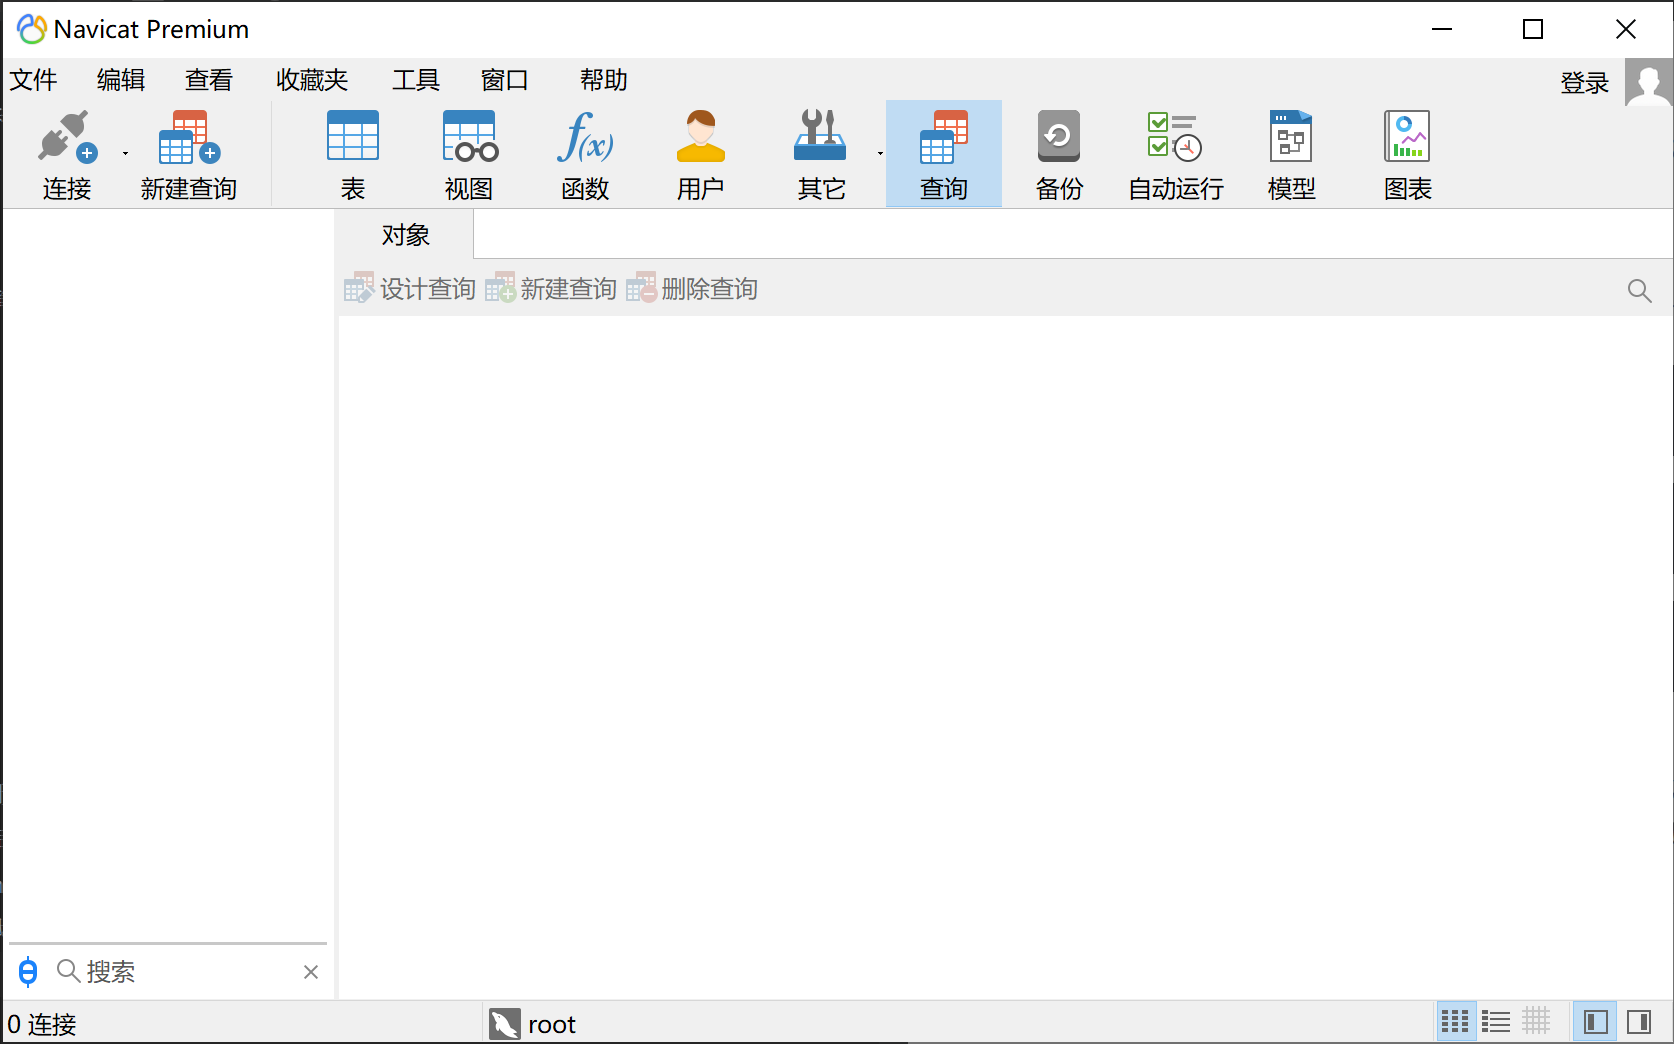 Navicat Premium
文件 编辑 查看 收藏夹 工具 窗口 帮助 登录
连接 新建查询 表 视图 函数 用户 其它 查询 备份 自动运行 模型 图表
对象
设计查询 新建查询 删除查询
搜索
0 连接 root